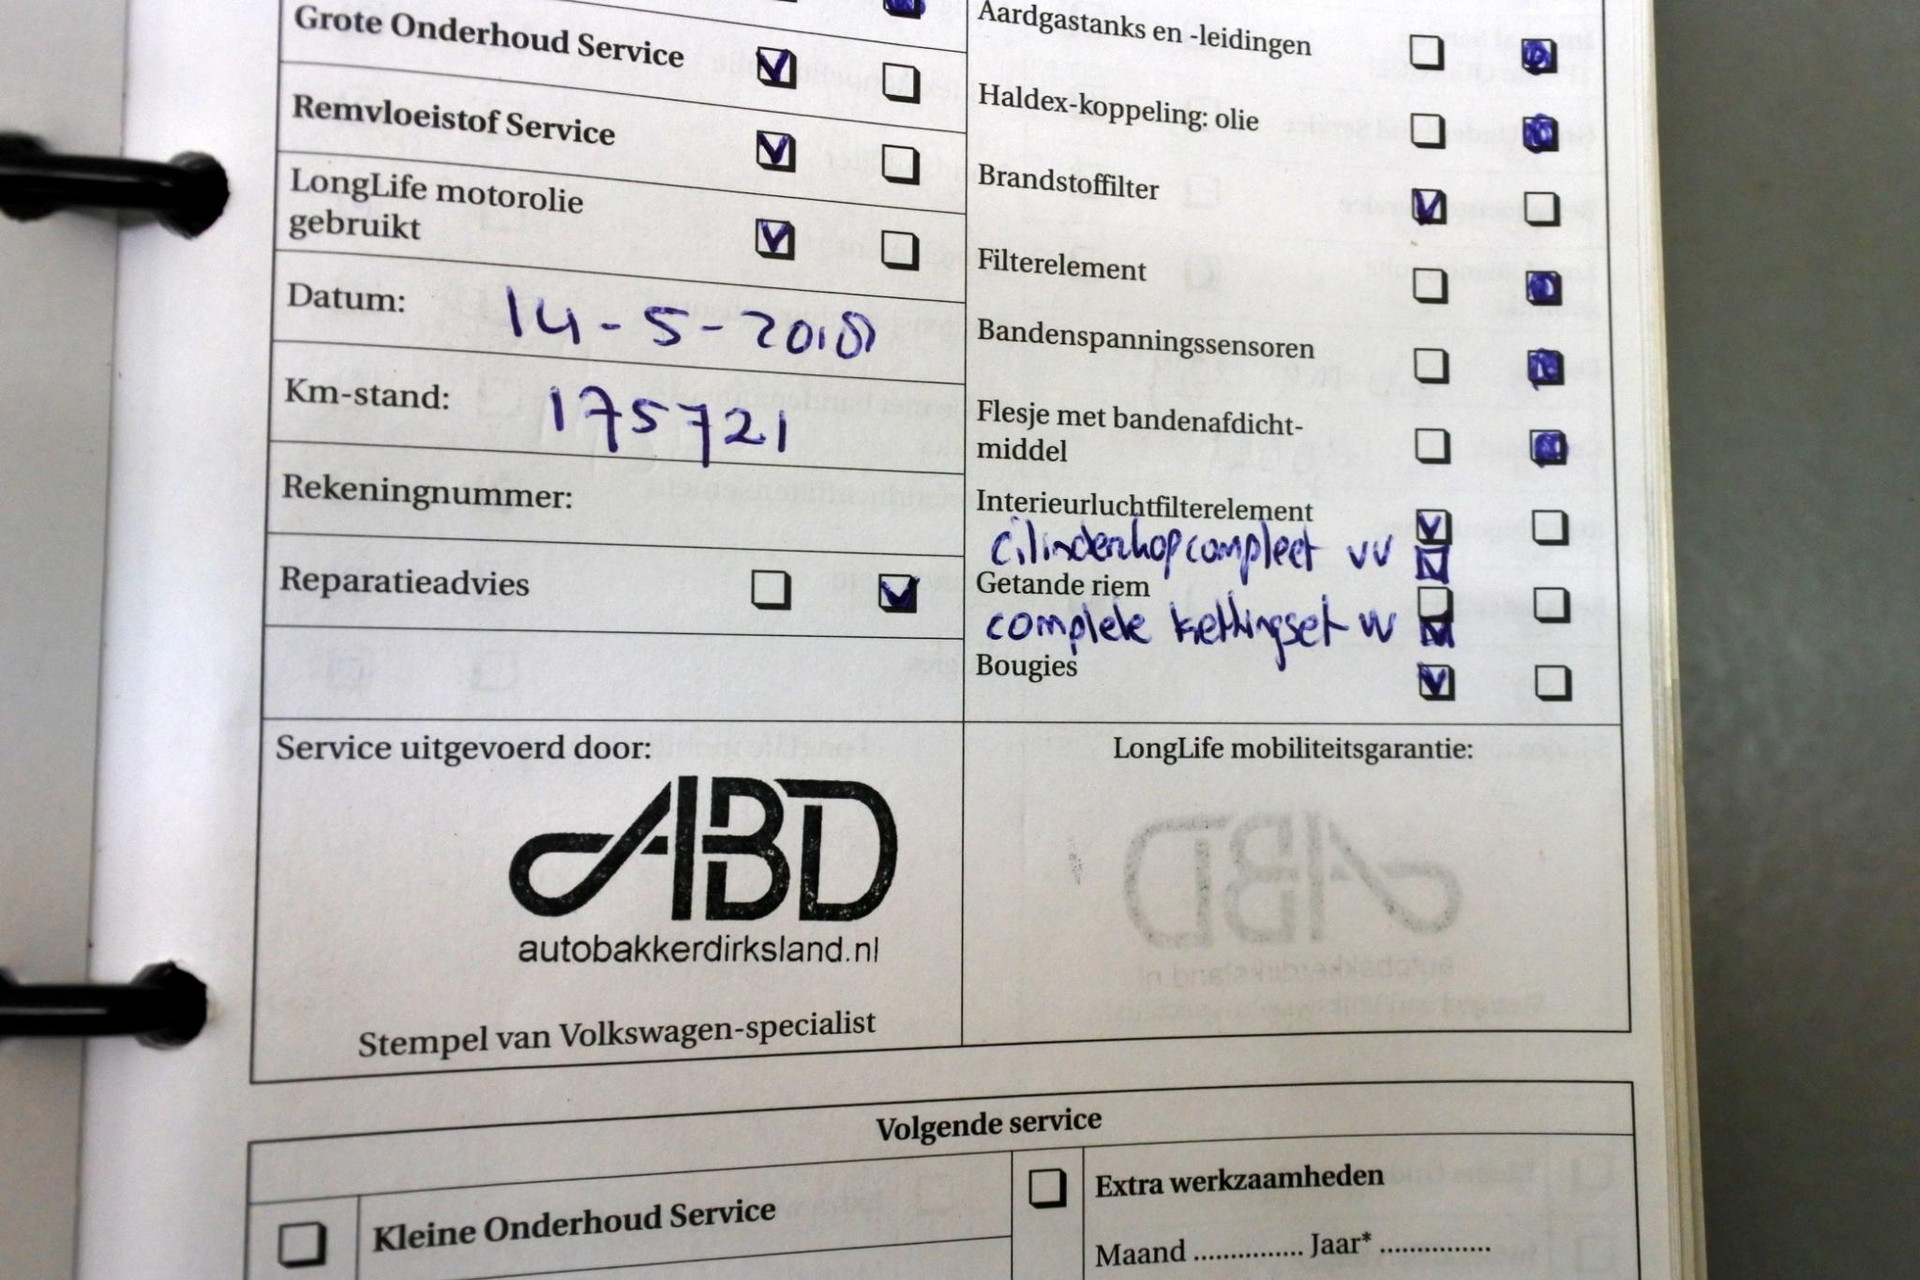 Grote Onderhoud Service
Remvloeistof Service
LongLife motorolie
gebruikt
Datum: 14-5-2018
Km-stand: 175721
Rekeningnummer:
Reparatieadvies
Aardgastanks en -leidingen
Haldex-koppeling: olie
Brandstoffilter
Filterelement
Bandenspanningssensoren
Flesje met bandenafdicht-
middel
Interieurluchtfilterelement
cilinderkop compleet vv
Getande riem
complete kettingset vv
Bougies
Service uitgevoerd door:
ABD
autobakkerdirksland.nl
Stempel van Volkswagen-specialist
LongLife mobiliteitsgarantie:
Volgende service
Kleine Onderhoud Service
Extra werkzaamheden
Maand ............... Jaar* ...............